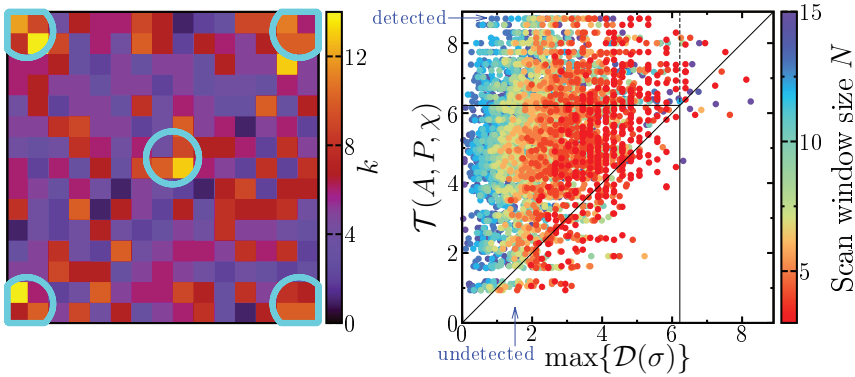 12
8
4
0
k
detected
8
6
4
2
0
𝒯(A, P, χ)
0
2
4
6
8
undetected
max{𝒟(σ)}
15
10
5
Scan window size N